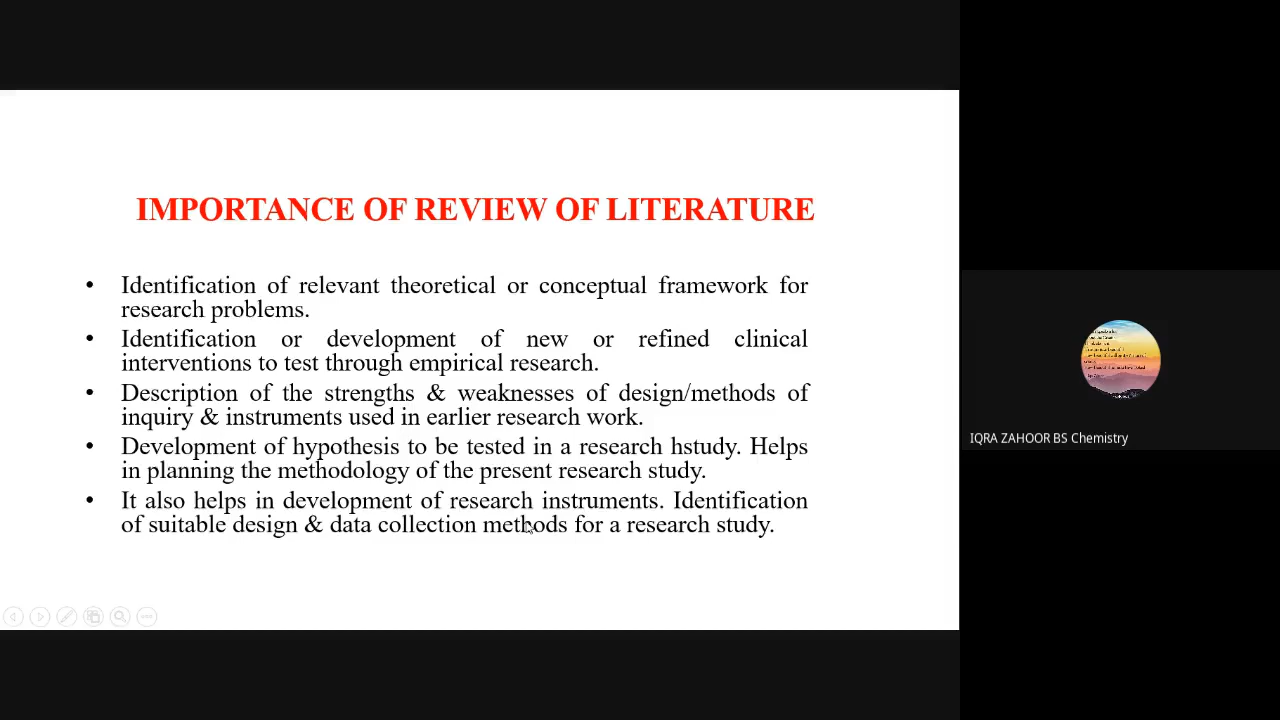 IMPORTANCE OF REVIEW OF LITERATURE
• Identification of relevant theoretical or conceptual framework for
research problems.
• Identification or development of new or refined clinical
interventions to test through empirical research.
• Description of the strengths & weaknesses of design/methods of
inquiry & instruments used in earlier research work.
• Development of hypothesis to be tested in a research hstudy. Helps
in planning the methodology of the present research study.
• It also helps in development of research instruments. Identification
of suitable design & data collection methods for a research study.
IQRA ZAHOOR BS Chemistry